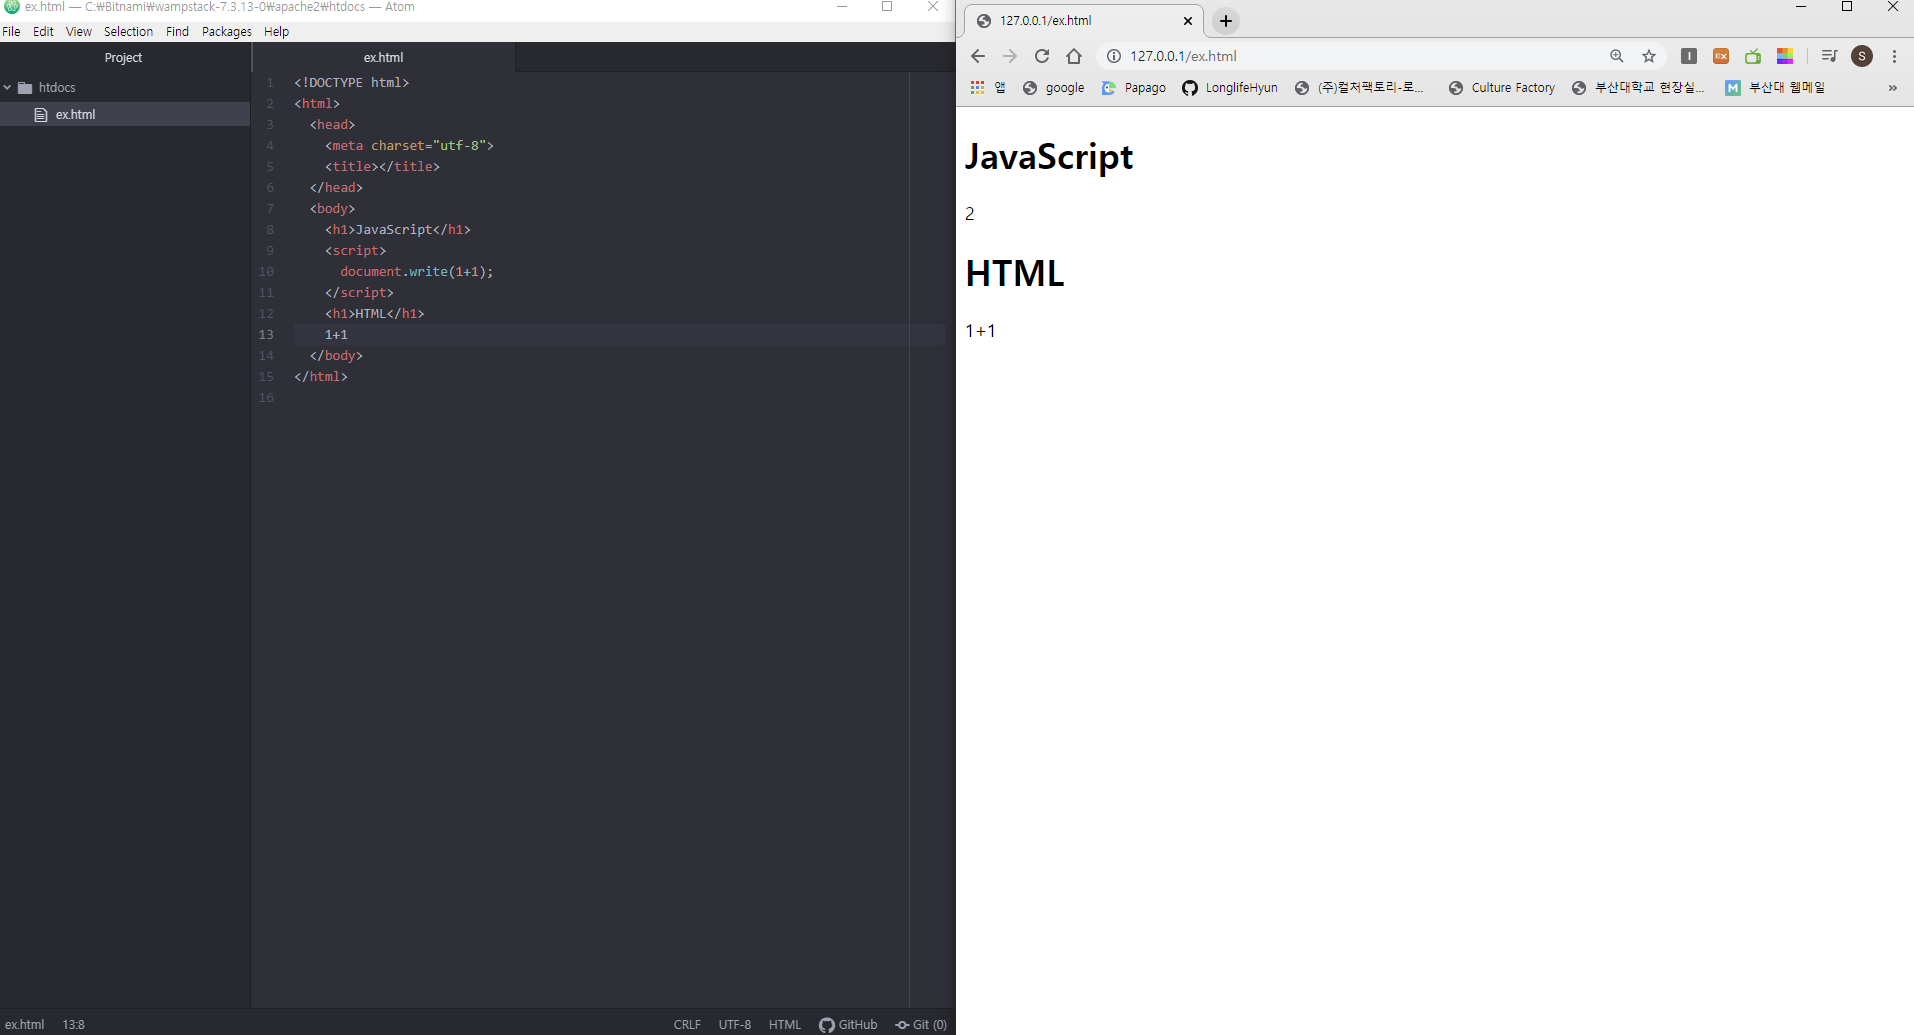 ex.html — C:₩Bitnami₩wampstack-7.3.13-0₩apache2₩htdocs — Atom
File Edit View Selection Find Packages Help
Project
htdocs
ex.html
ex.html
1 <!DOCTYPE html>
2 <html>
3   <head>
4     <meta charset="utf-8">
5     <title></title>
6   </head>
7   <body>
8     <h1>JavaScript</h1>
9     <script>
10       document.write(1+1);
11     </script>
12     <h1>HTML</h1>
13     1+1
14   </body>
15 </html>
16
ex.html 13:8 CRLF UTF-8 HTML GitHub Git (0)
127.0.0.1/ex.html
127.0.0.1/ex.html I EX S
앱 google Papago LonglifeHyun (주)컬처팩토리-로... Culture Factory 부산대학교 현장실... M 부산대 웹메일 »
JavaScript
2
HTML
1+1